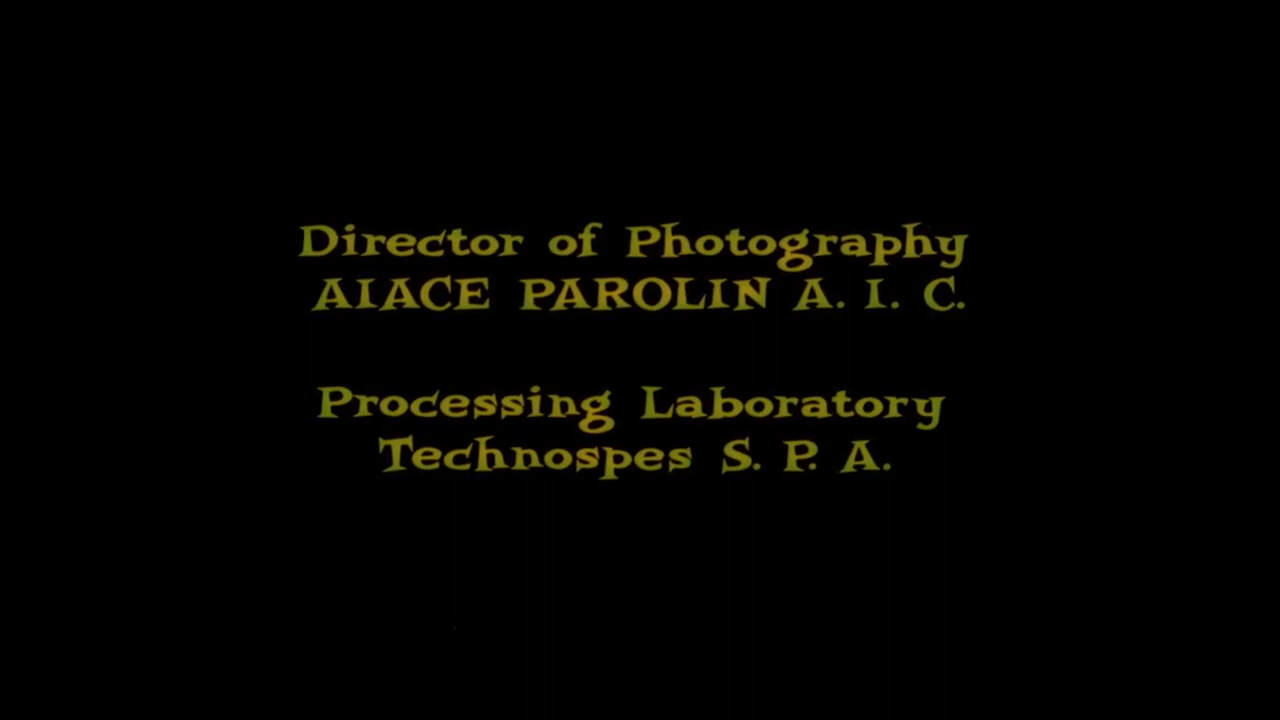 Director of Photography
AIACE PAROLIN A. I. C.
Processing Laboratory
Technospes S. P. A.